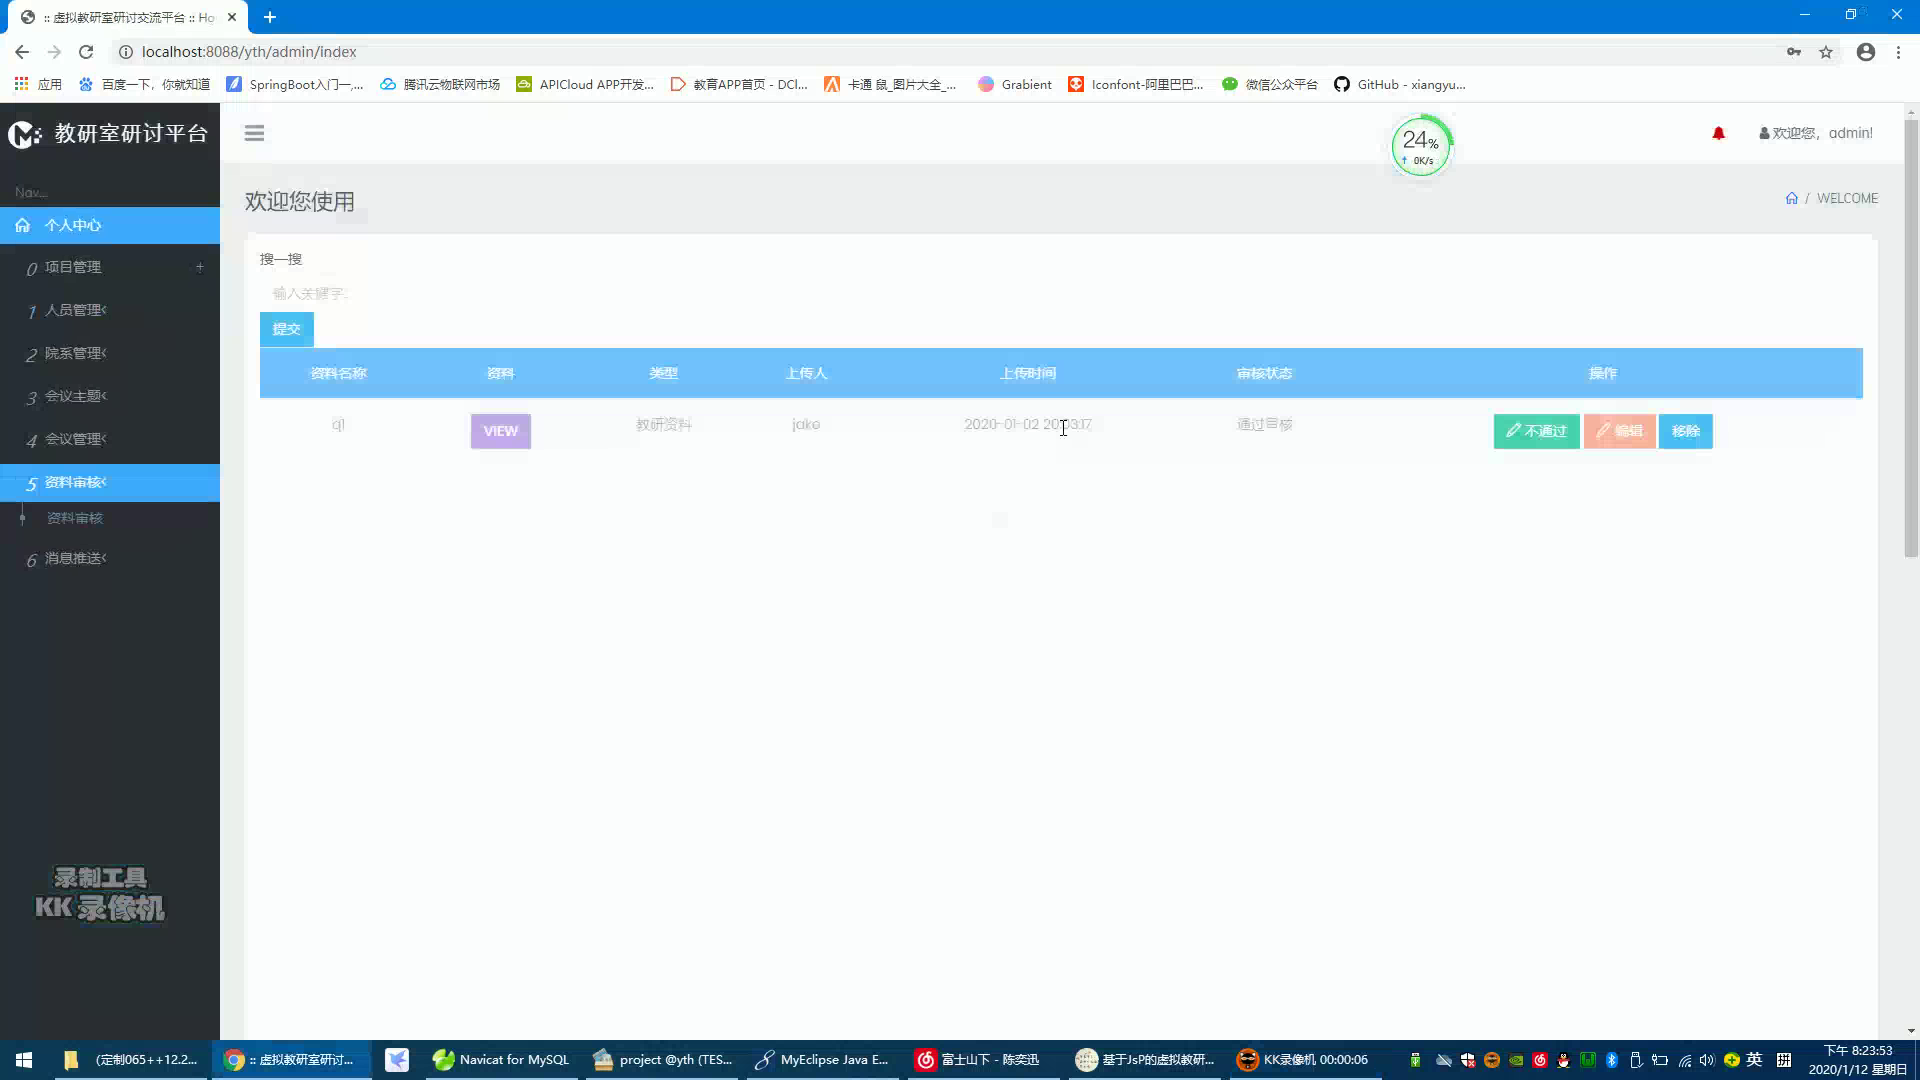 :: 虚拟教研室研讨交流平台 :: Ho
localhost:8088/yth/admin/index
应用
百度一下，你就知道
SpringBoot入门一,...
腾讯云物联网市场
APICloud APP开发...
教育APP首页 - DCl...
卡通 鼠_图片大全_...
Grabient
Iconfont-阿里巴巴...
微信公众平台
GitHub - xiangyu...
教研室研讨平台
24%
0K/s
欢迎您，admin!
Nav...
欢迎您使用
/ WELCOME
个人中心
0 项目管理 +
1 人员管理
2 院系管理
3 会议主题
4 会议管理
5 资料审核
资料审核
6 消息推送
搜一搜
输入关键字..
提交
资料名称 资料 类型 上传人 上传时间 审核状态 操作
q1 VIEW 教研资料 jake 2020-01-02 20: 通过审核 不通过 编辑 移除
录制工具
KK 录像机
(定制065++12.2...
:: 虚拟教研室研讨...
Navicat for MySQL
project @yth (TES...
MyEclipse Java E...
富士山下 - 陈奕迅
基于JsP的虚拟教研...
KK录像机 00:00:06
英
拼
下午 8:23:53
2020/1/12 星期日